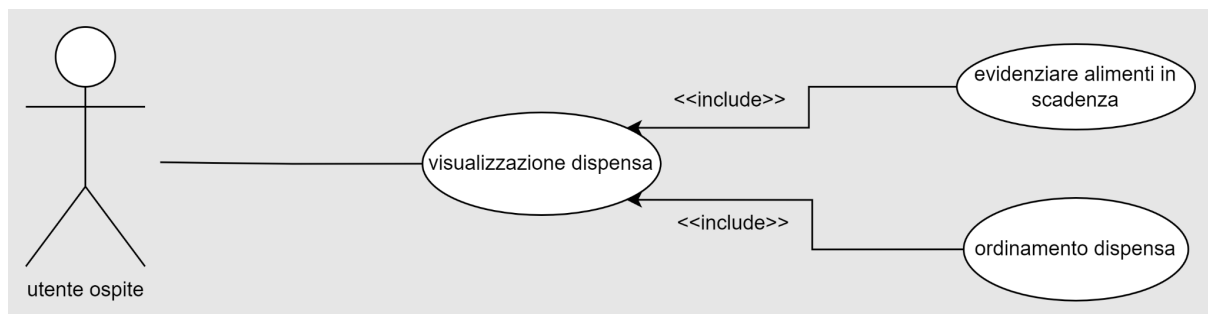 evidenziare alimenti in
scadenza
<<include>>
visualizzazione dispensa
<<include>>
ordinamento dispensa
utente ospite